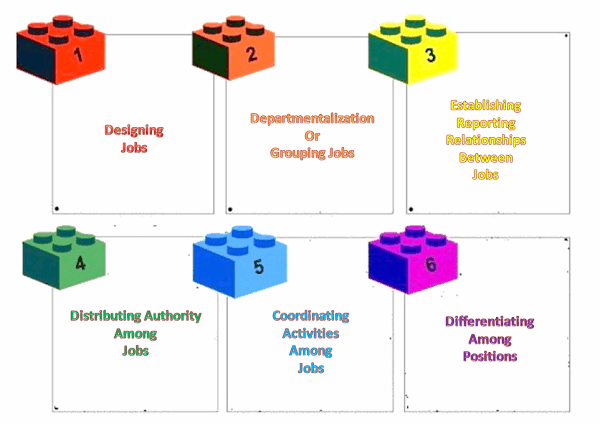 1
Designing
Jobs
2
Departmentalization
Or
Grouping Jobs
3
Establishing
Reporting
Relationships
Between
Jobs
4
Distributing Authority
Among
Jobs
5
Coordinating
Activities
Among
Jobs
6
Differentiating
Among
Positions